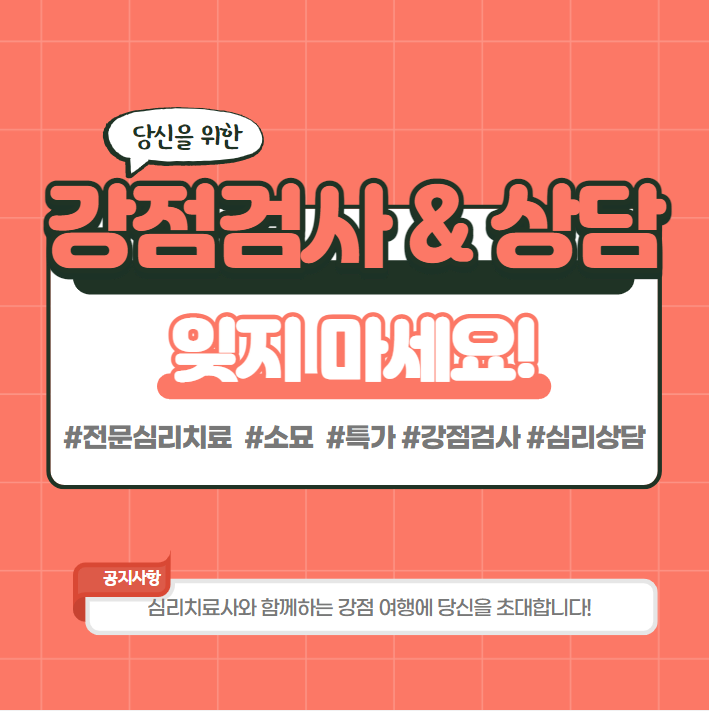 당신을 위한
강점검사 & 상담
잊지 마세요!
#전문심리치료 #소묘 #특가 #강점검사 #심리상담
공지사항
심리치료사와 함께하는 강점 여행에 당신을 초대합니다!